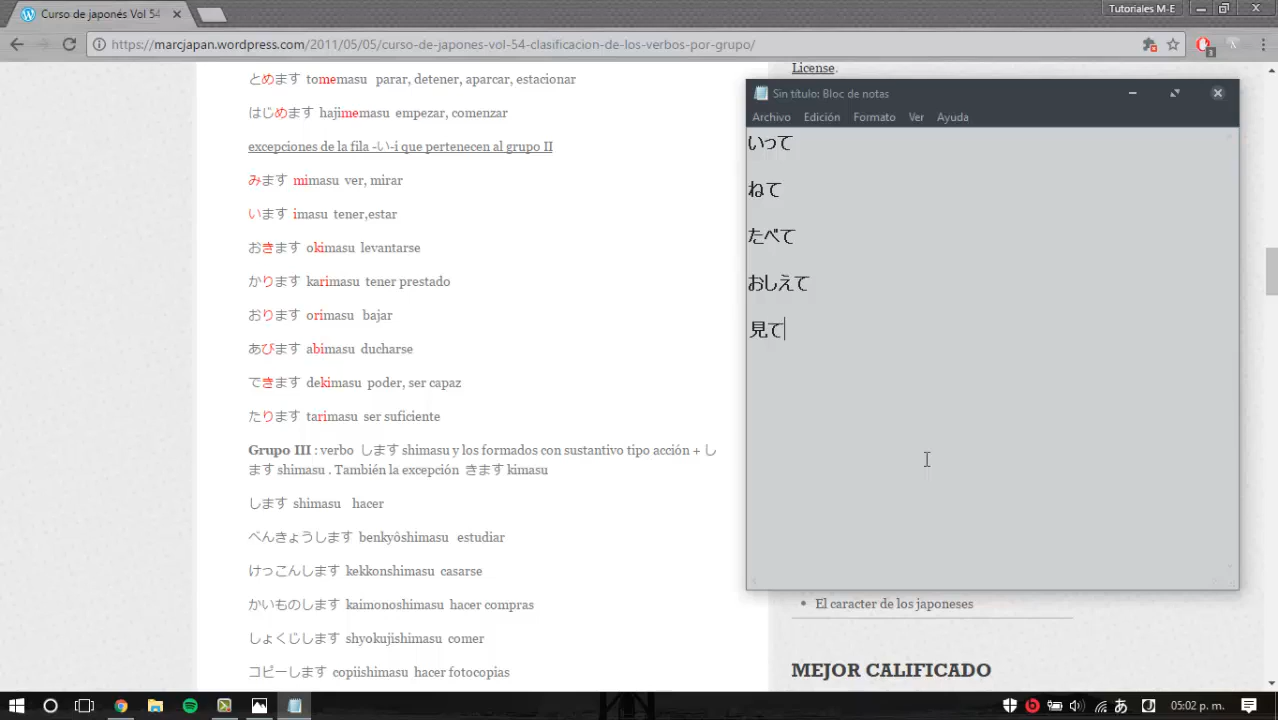 Curso de japonés Vol 54
Tutoriales M-E
https://marcjapan.wordpress.com/2011/05/05/curso-de-japones-vol-54-clasificacion-de-los-verbos-por-grupo/
3
とめます tomemasu parar, detener, aparcar, estacionar
はじめます hajimemasu empezar, comenzar
excepciones de la fila -い-i que pertenecen al grupo II
みます mimasu ver, mirar
います imasu tener,estar
おきます okimasu levantarse
かります karimasu tener prestado
おります orimasu bajar
あびます abimasu ducharse
できます dekimasu poder, ser capaz
たります tarimasu ser suficiente
Grupo III : verbo します shimasu y los formados con sustantivo tipo acción + し
ます shimasu . También la excepción きます kimasu
します shimasu hacer
べんきょうします benkyôshimasu estudiar
けっこんします kekkonshimasu casarse
かいものします kaimonoshimasu hacer compras
しょくじします shyokujishimasu comer
コピーします copiishimasu hacer fotocopias
License.
Sin título: Bloc de notas
Archivo Edición Formato Ver Ayuda
いって
ねて
たべて
おしえて
見て
El caracter de los japoneses
MEJOR CALIFICADO
あ
05:02 p. m.